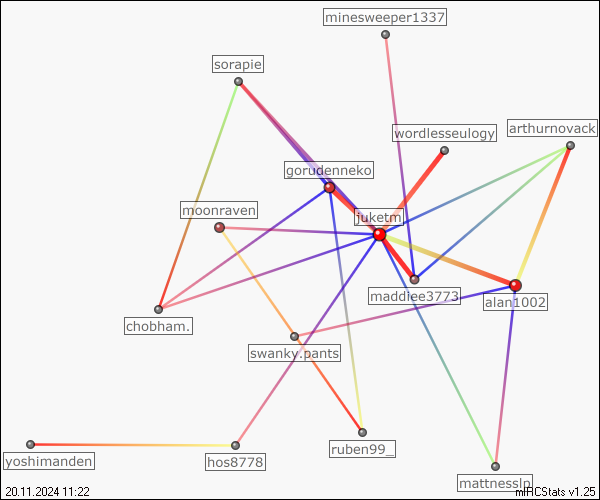 minesweeper1337
sorapie
wordlesseulogy
arthurnovack
gorudenneko
moonraven
juketm
maddiee3773
alan1002
chobham.
swanky.pants
ruben99_
yoshimanden
hos8778
mattnesslp
20.11.2024 11:22
mIRCStats v1.25